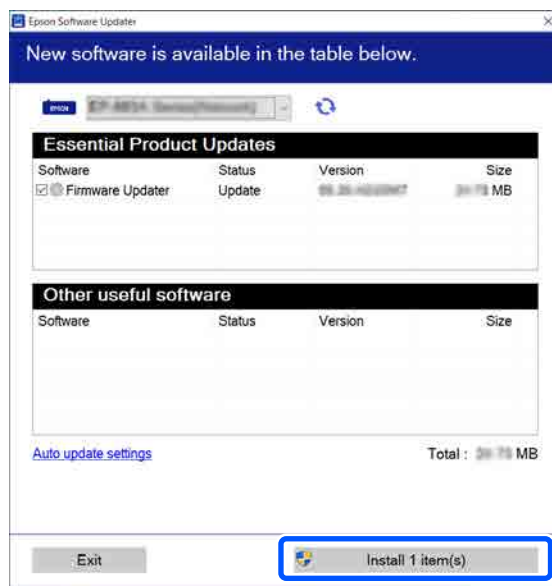 Epson Software Updater
New software is available in the table below.
EPSON
Essential Product Updates
Software Status Version Size
Firmware Updater Update MB
Other useful software
Software Status Version Size
Auto update settings Total : MB
Exit Install 1 item(s)